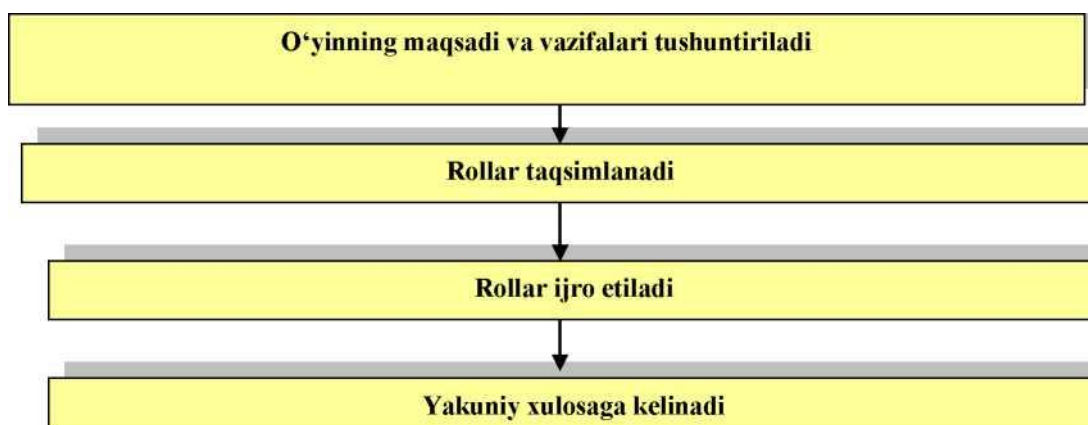 O‘yinning maqsadi va vazifalari tushuntiriladi
Rollar taqsimlanadi
Rollar ijro etiladi
Yakuniy xulosaga kelinadi